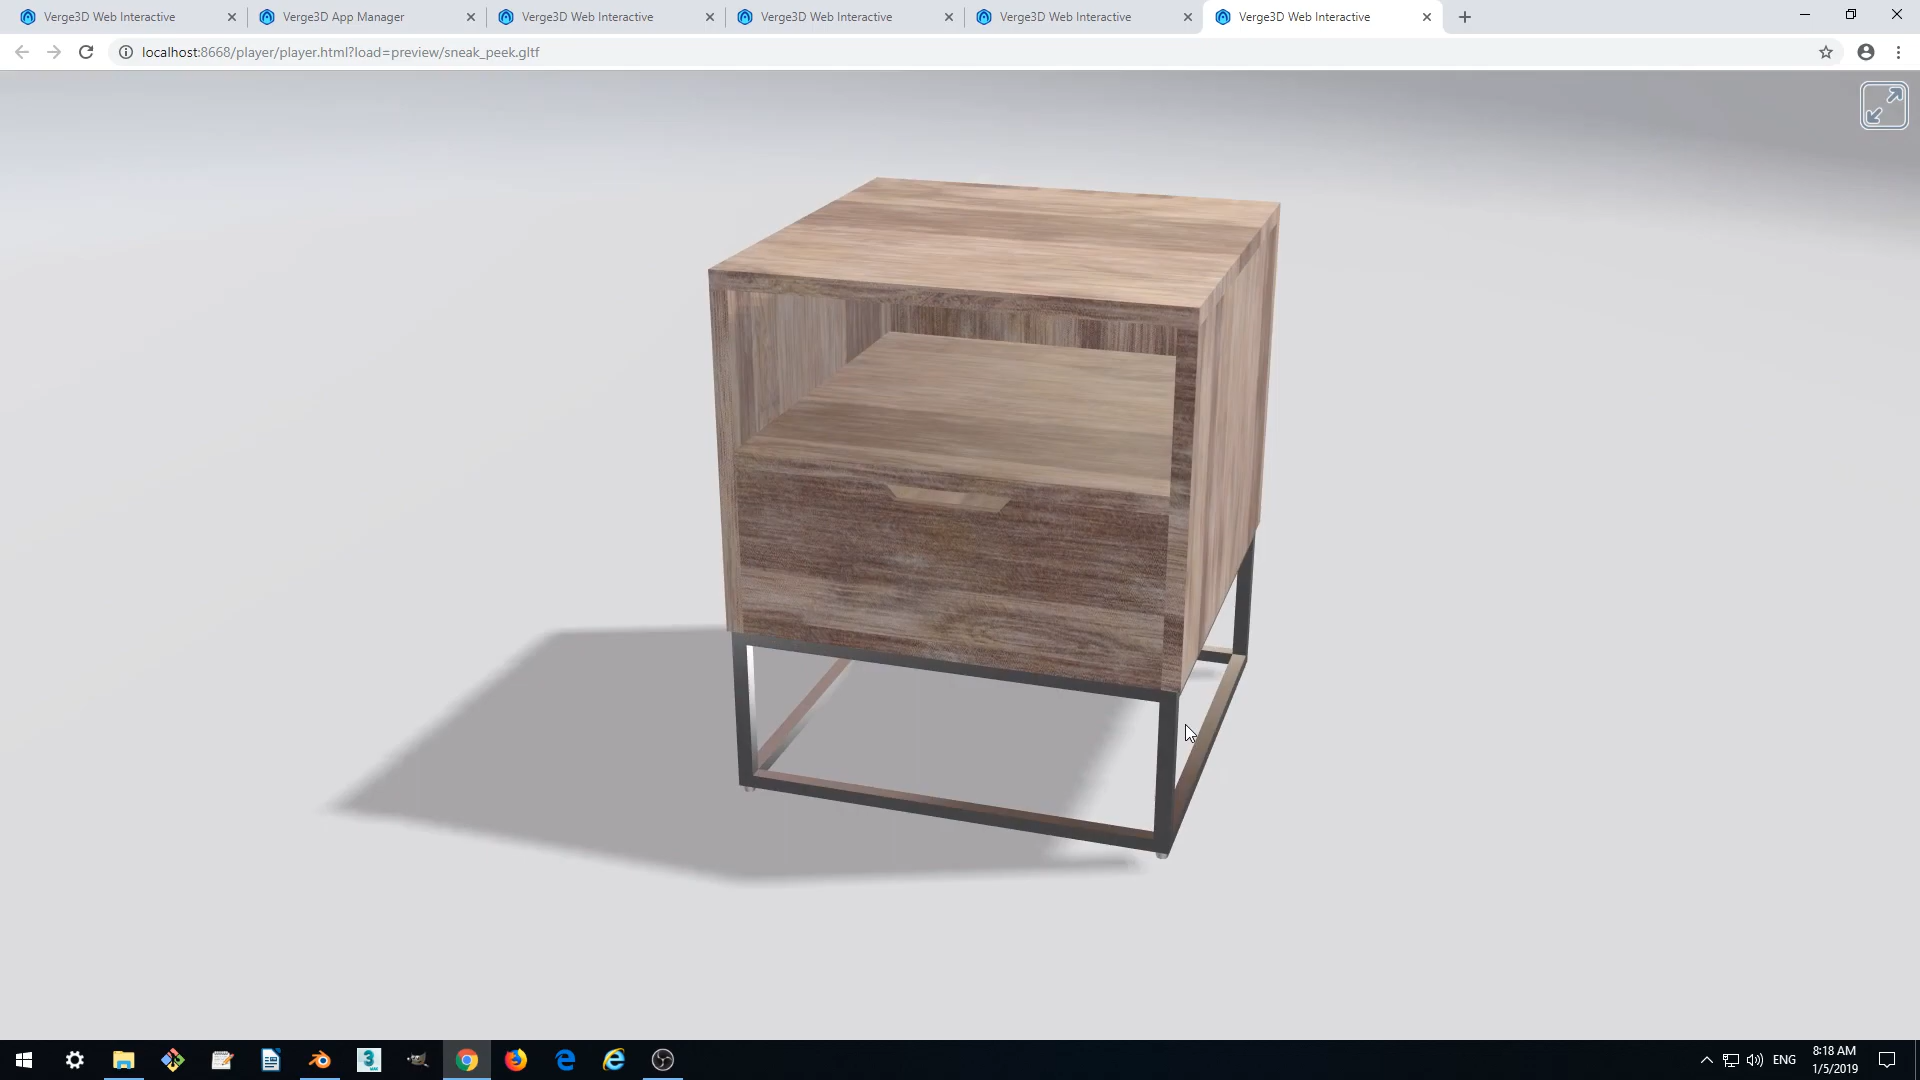 Verge3D Web Interactive
Verge3D App Manager
Verge3D Web Interactive
Verge3D Web Interactive
Verge3D Web Interactive
Verge3D Web Interactive
localhost:8668/player/player.html?load=preview/sneak_peek.gltf
3
ENG
8:18 AM
1/5/2019